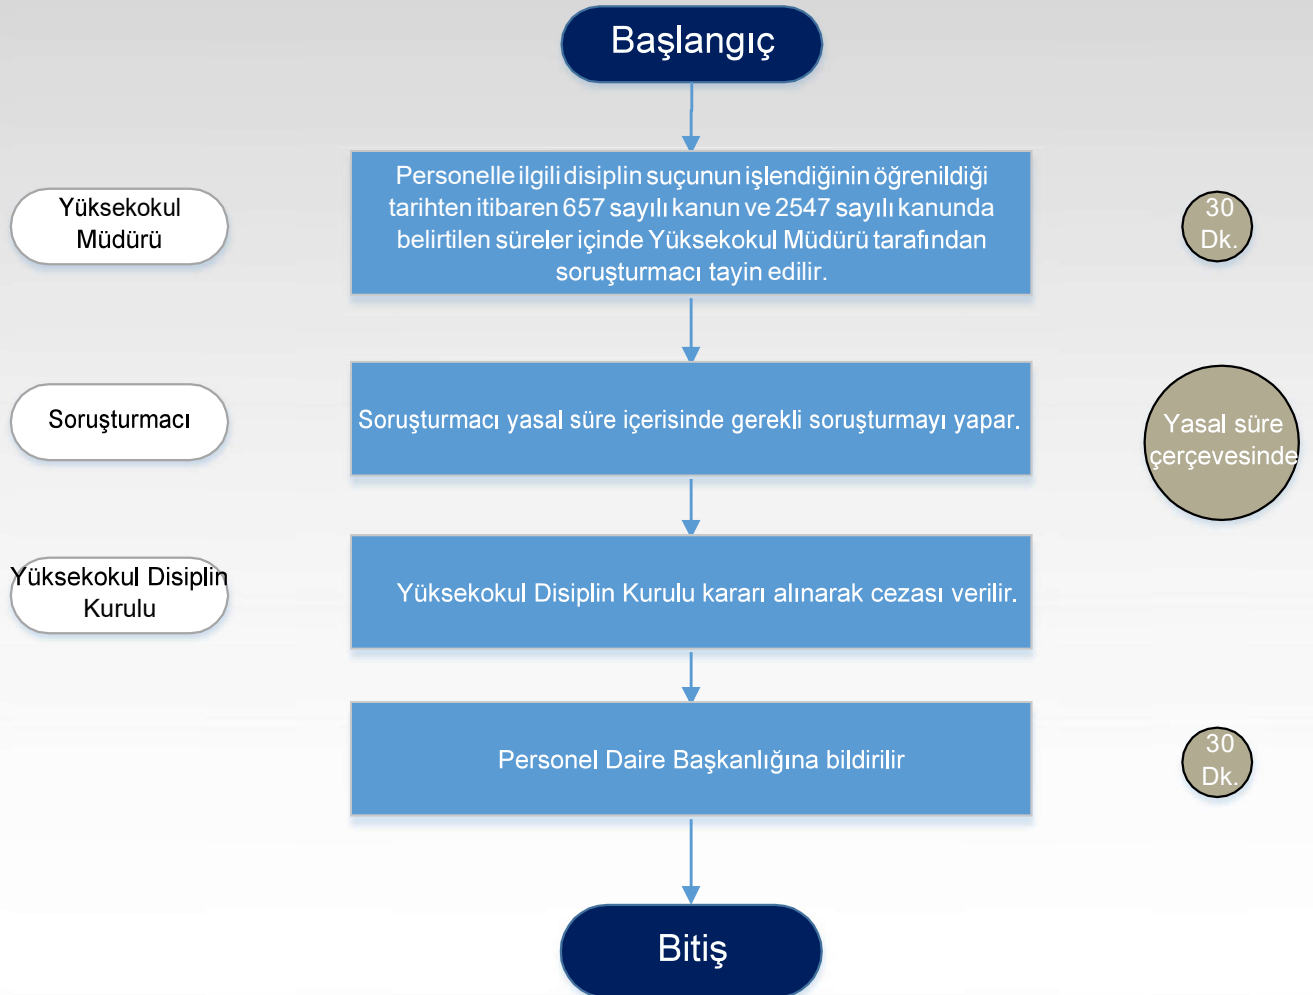 Başlangıç
Yüksekokul
Müdürü
Personelle ilgili disiplin suçunun işlendiğinin öğrenildiği
tarihten itibaren 657 sayılı kanun ve 2547 sayılı kanunda
belirtilen süreler içinde Yüksekokul Müdürü tarafından
soruşturmacı tayin edilir.
30
Dk.
Soruşturmacı
Soruşturmacı yasal süre içerisinde gerekli soruşturmayı yapar.
Yasal süre
çerçevesinde
Yüksekokul Disiplin
Kurulu
Yüksekokul Disiplin Kurulu kararı alınarak cezası verilir.
Personel Daire Başkanlığına bildirilir
30
Dk.
Bitiş